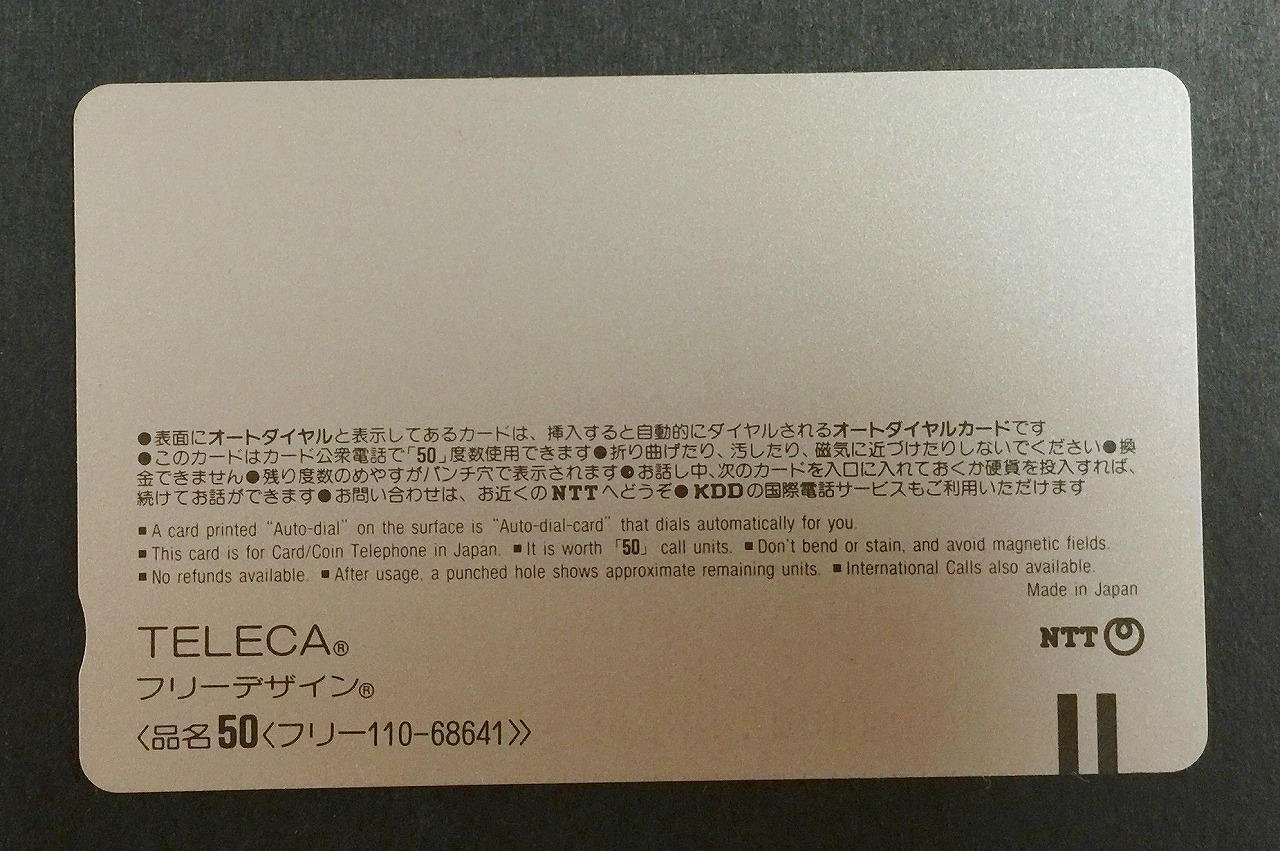 ●表面にオートダイヤルと表示してあるカードは、挿入すると自動的にダイヤルされるオートダイヤルカードです
●このカードはカード公衆電話で「50」度数使用できます●折り曲げたり、汚したり、磁気に近づけたりしないでください●換
金できません●残り度数のめやすがパンチ穴で表示されます●お話し中、次のカードを入口に入れておくか硬貨を投入すれば、
続けてお話ができます●お問い合わせは、お近くのNTTへどうぞ●KDDの国際電話サービスもご利用いただけます
■A card printed "Auto-dial" on the surface is "Auto-dial-card" that dials automatically for you.
■This card is for Card/Coin Telephone in Japan. ■It is worth 「50」 call units. ■Don't bend or stain, and avoid magnetic fields.
■No refunds available. ■After usage, a punched hole shows approximate remaining units. ■International Calls also available.
Made in Japan
TELECA®
NTT
フリーデザイン®
〈品名50〈フリー110-68641〉〉